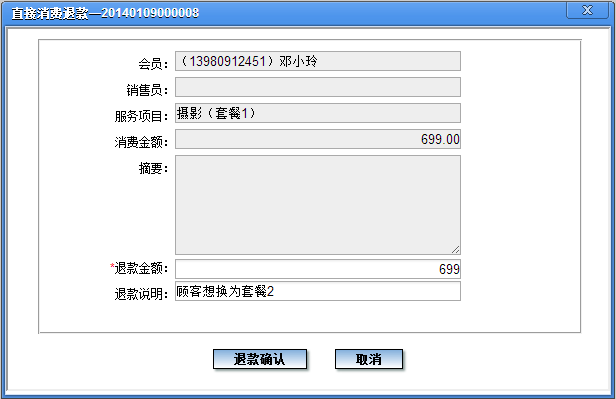 直接消费退款—20140109000008
X
会员： （13980912451）邓小玲
销售员：
服务项目： 摄影（套餐1）
消费金额： 699.00
摘要：
*退款金额： 699
退款说明： 顾客想换为套餐2
退款确认 取消